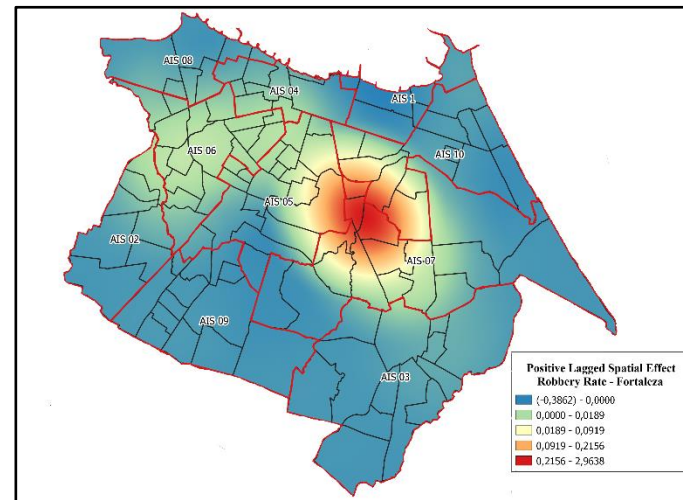 AIS 08
AIS 04
AIS 1
AIS 06
AIS 10
AIS 05
AIS 02
AIS 07
AIS 09
AIS 03
Positive Lagged Spatial Effect
Robbery Rate - Fortaleza
(-0,3862) - 0,0000
0,0000 - 0,0189
0,0189 - 0,0919
0,0919 - 0,2156
0,2156 - 2,9638